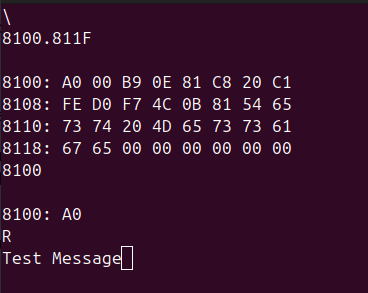 \
8100.811F
8100: A0 00 B9 0E 81 C8 20 C1
8108: FE D0 F7 4C 0B 81 54 65
8110: 73 74 20 4D 65 73 73 61
8118: 67 65 00 00 00 00 00 00
8100
8100: A0
R
Test Message